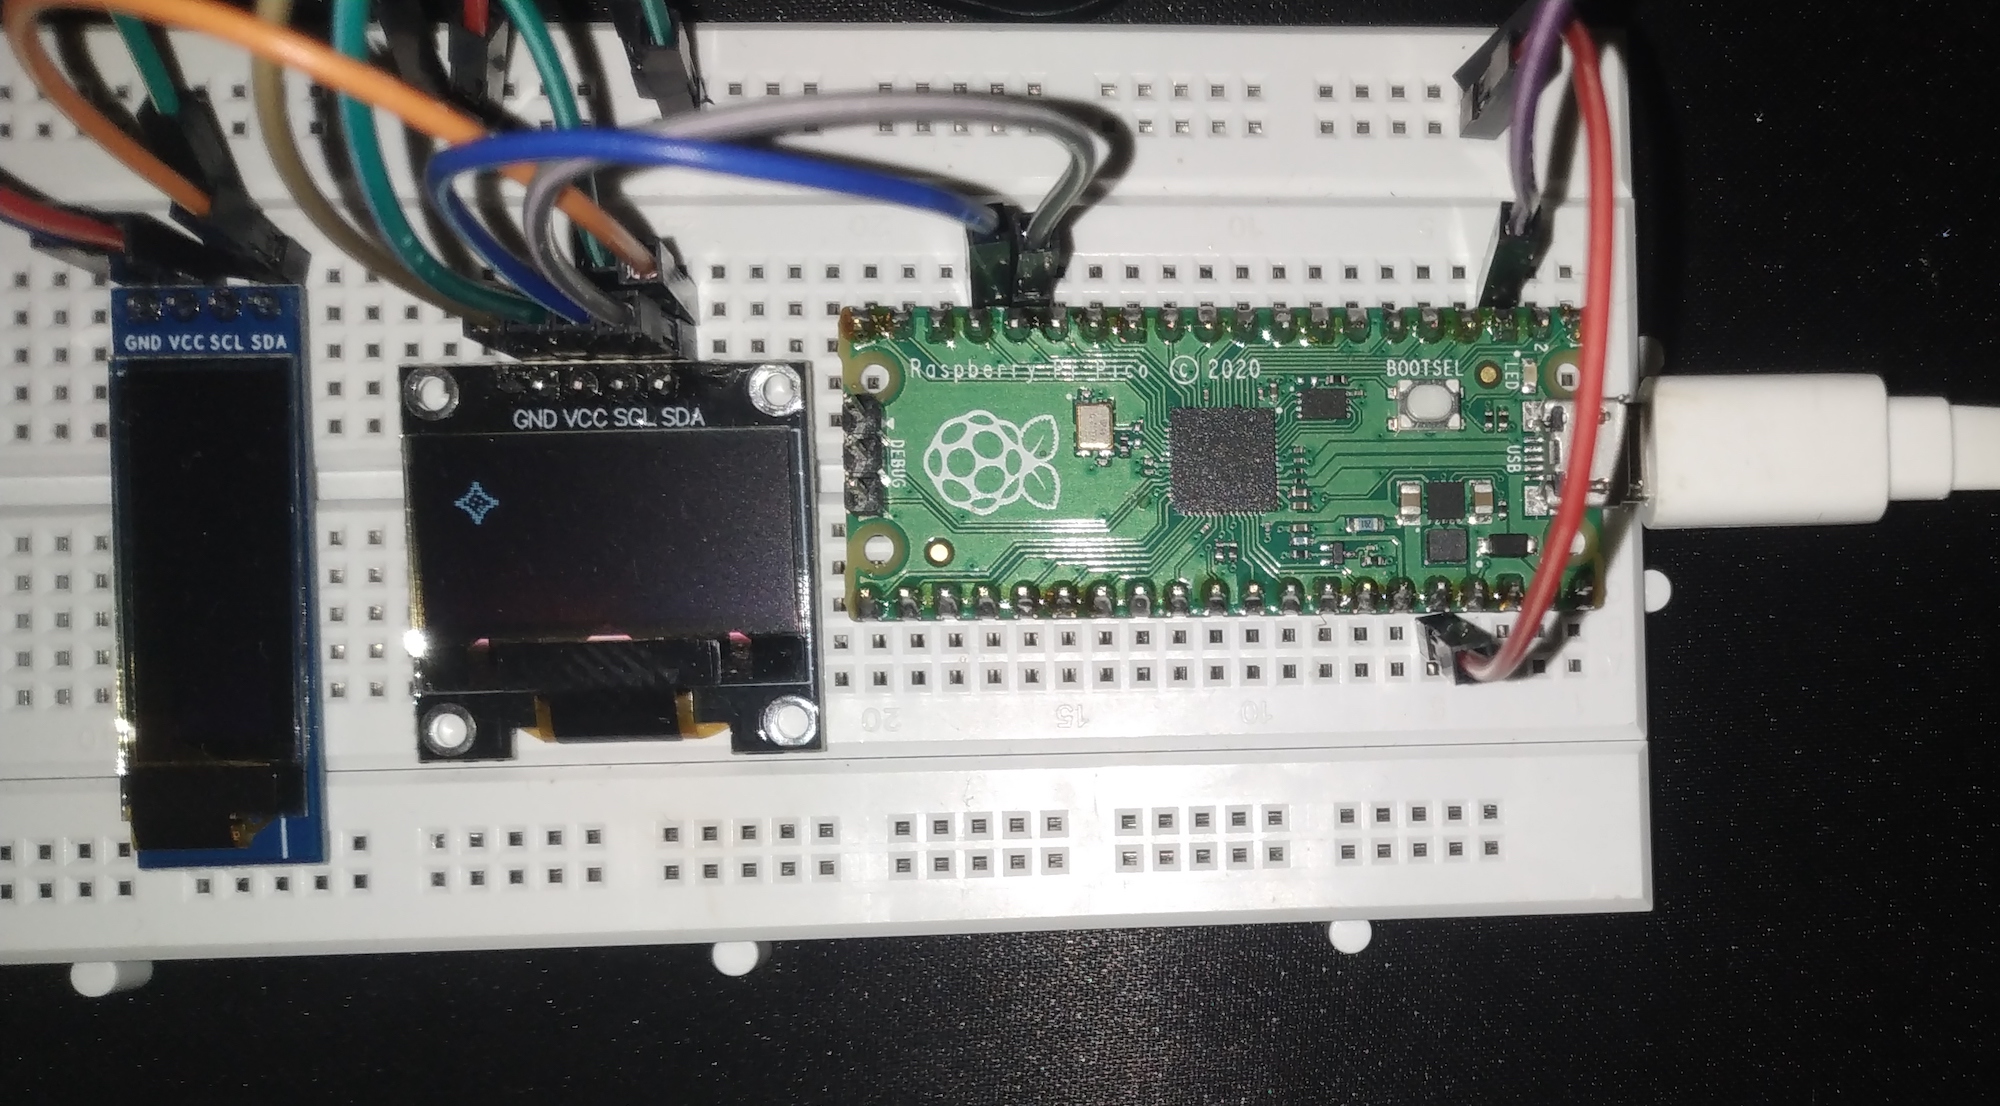 GND VCC SCL SDA
GND VCC SCL SDA
Raspberry Pi Pico © 2020
BOOTSEL
LED
2
DEBUG
USB
20
15
10